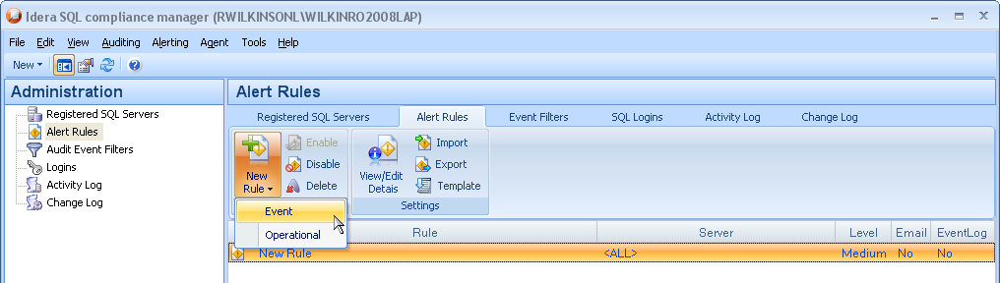 Idera SQL compliance manager (RWILKINSONL\WILKINRO2008LAP)
File Edit View Auditing Alerting Agent Tools Help
New
Administration
Registered SQL Servers
Alert Rules
Audit Event Filters
Logins
Activity Log
Change Log
Alert Rules
Registered SQL Servers Alert Rules Event Filters SQL Logins Activity Log Change Log
New Rule
Enable
Disable
Delete
View/Edit Detais
Import
Export
Template
Settings
Event
Operational
Rule Server Level Email EventLog
New Rule <ALL> Medium No No